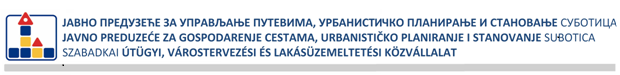 ЈАВНО ПРЕДУЗЕЋЕ ЗА УПРАВЉАЊЕ ПУТЕВИМА, УРБАНИСТИЧКО ПЛАНИРАЊЕ И СТАНОВАЊЕ СУБОТИЦА
JAVNO PREDUZEĆE ZA GOSPODARENJE CESTAMA, URBANISTIČKO PLANIRANJE I STANOVANJE SUBOTICA
SZABADKAI ÚTÜGYI, VÁROSTERVEZÉSI ÉS LAKÁSÜZEMELTETÉSI KÖZVÁLLALAT